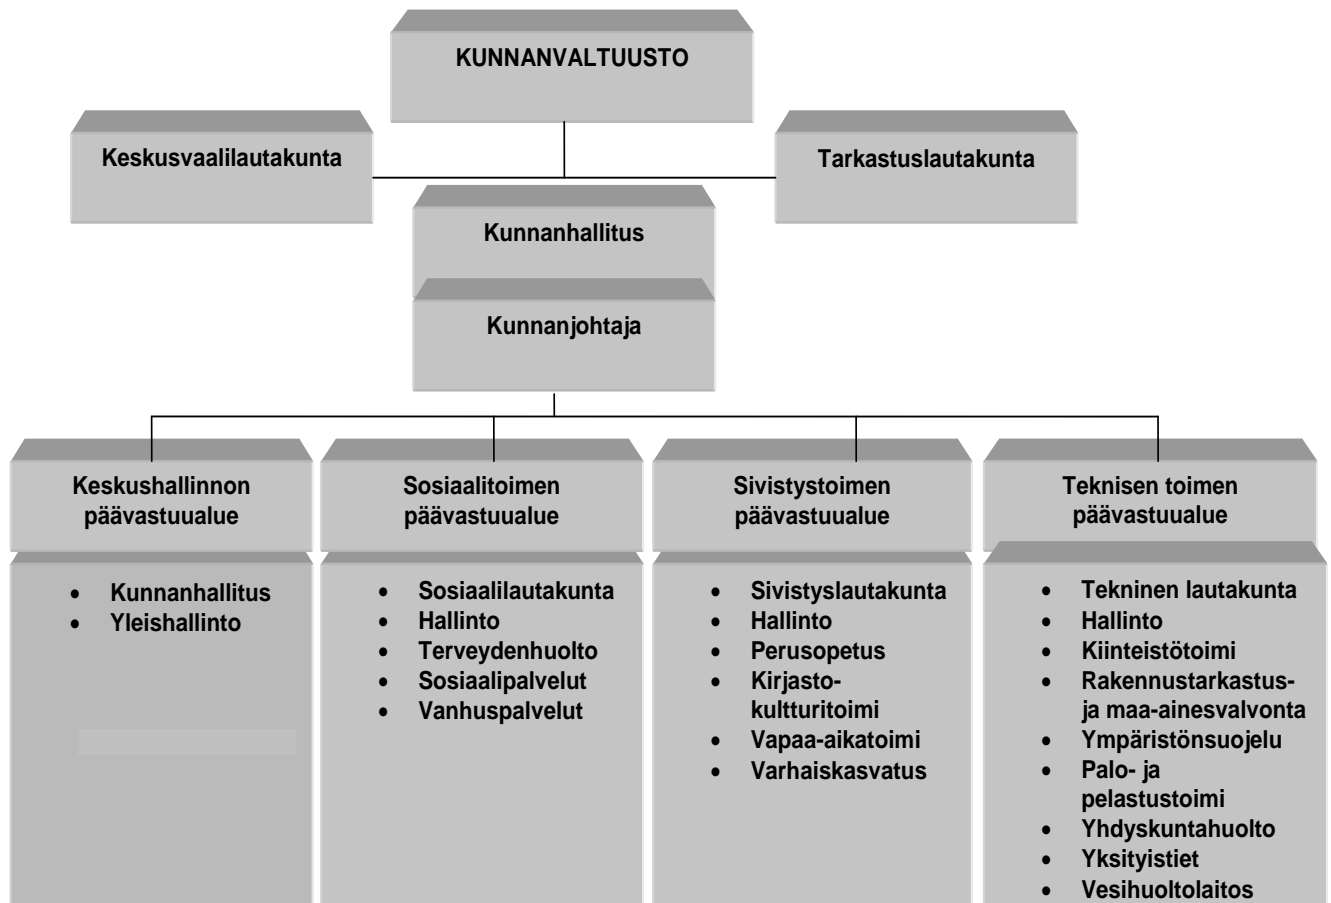 KUNNANVALTUUSTO
Keskusvaalilautakunta
Tarkastuslautakunta
Kunnanhallitus
Kunnanjohtaja
Keskushallinnon
päävastuualue
• Kunnanhallitus
• Yleishallinto
Sosiaalitoimen
päävastuualue
• Sosiaalilautakunta
• Hallinto
• Terveydenhuolto
• Sosiaalipalvelut
• Vanhuspalvelut
Sivistystoimen
päävastuualue
• Sivistyslautakunta
• Hallinto
• Perusopetus
• Kirjasto-
kultturitoimi
• Vapaa-aikatoimi
• Varhaiskasvatus
Teknisen toimen
päävastuualue
• Tekninen lautakunta
• Hallinto
• Kiinteistötoimi
• Rakennustarkastus-
ja maa-ainesvalvonta
• Ympäristönsuojelu
• Palo- ja
pelastustoimi
• Yhdyskuntahuolto
• Yksityistiet
• Vesihuoltolaitos